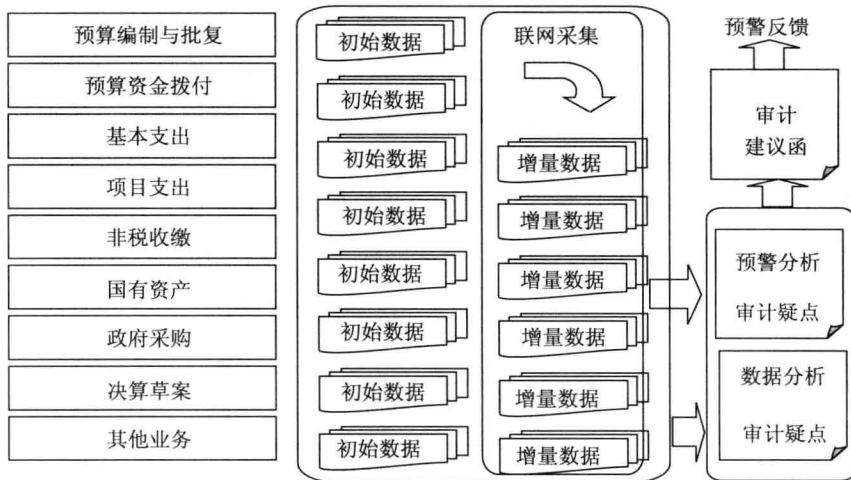 预算编制与批复
预算资金拨付
基本支出
项目支出
非税收缴
国有资产
政府采购
决算草案
其他业务
初始数据
初始数据
初始数据
初始数据
初始数据
初始数据
初始数据
初始数据
联网采集
增量数据
增量数据
增量数据
增量数据
增量数据
增量数据
预警反馈
审计
建议函
预警分析
审计疑点
数据分析
审计疑点